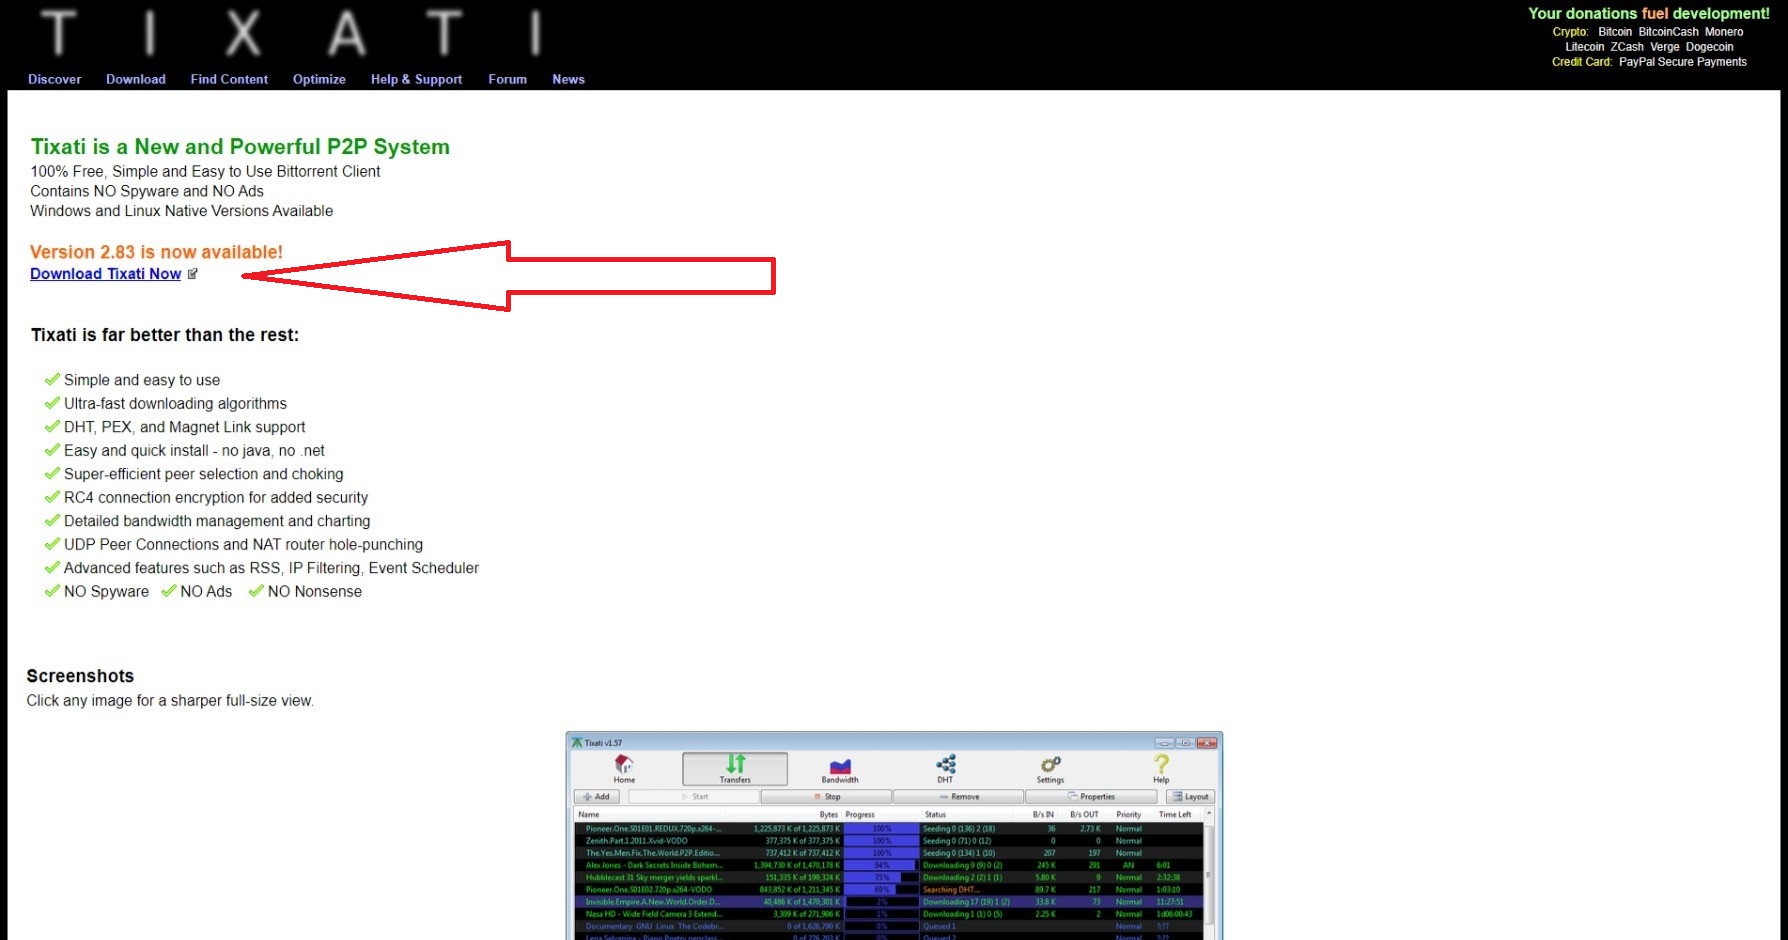 TIXATI
Your donations fuel development!
Crypto: Bitcoin BitcoinCash Monero
Litecoin ZCash Verge Dogecoin
Credit Card: PayPal Secure Payments
Discover Download Find Content Optimize Help & Support Forum News
Tixati is a New and Powerful P2P System
100% Free, Simple and Easy to Use Bittorrent Client
Contains NO Spyware and NO Ads
Windows and Linux Native Versions Available
Version 2.83 is now available!
Download Tixati Now
Tixati is far better than the rest:
Simple and easy to use
Ultra-fast downloading algorithms
DHT, PEX, and Magnet Link support
Easy and quick install - no java, no .net
Super-efficient peer selection and choking
RC4 connection encryption for added security
Detailed bandwidth management and charting
UDP Peer Connections and NAT router hole-punching
Advanced features such as RSS, IP Filtering, Event Scheduler
NO Spyware NO Ads NO Nonsense
Screenshots
Click any image for a sharper full-size view.
Tixati v1.57
Home Transfers Bandwidth DHT Settings Help
Add Start Stop Remove Properties Layout
Name Bytes Progress Status B/s IN B/s OUT Priority Time Left
Pioneer.One.S01E01.REDUX.720p.x264-... 1,225,873 K of 1,225,873 K 100% Seeding 0 (136) 2 (18) 36 2.73 K Normal
Zenith.Part.1.2011.Xvid-VODO 377,375 K of 377,375 K 100% Seeding 0 (71) 0 (12) 0 0 Normal
The.Yes.Men.Fix.The.World.P2P.Editio... 737,412 K of 737,412 K 100% Seeding 0 (134) 1 (10) 207 197 Normal
Alex Jones - Dark Secrets Inside Bohem... 1,394,730 K of 1,470,178 K 94% Downloading 9 (9) 0 (2) 245 K 291 AN 6:01
Hubblecast 31 Sky merger yields sparkl... 151,335 K of 199,324 K 75% Downloading 2 (2) 1 (1) 5.80 K 9 Normal 2:32:38
Pioneer.One.S01E02.720p.x264-VODO 843,852 K of 1,211,345 K 69% Searching DHT... 89.7 K 217 Normal 1:03:10
Invisible.Empire.A.New.World.Order.D... 40,486 K of 1,470,301 K 2% Downloading 17 (19) 1 (2) 33.8 K 73 Normal 11:27:51
Nasa HD - Wide Field Camera 3 Extend... 3,309 K of 271,906 K 1% Downloading 1 (1) 0 (5) 2.25 K 2 Normal 1d06:00:43
Documentary GNU Linux The Codebr... 0 of 1,626,790 K 0% Queued 1 Normal ?:??
0% Queued 2 Normal ?:??